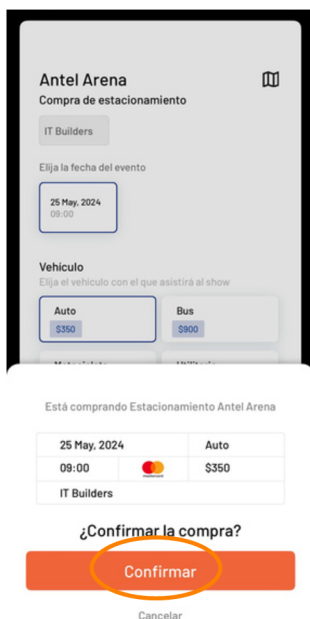 Antel Arena
Compra de estacionamiento
IT Builders
Elija la fecha del evento
25 May, 2024
09:00
Vehículo
Elija el vehiculo con el que asistirá al show
Auto
$350
Bus
$900
Está comprando Estacionamiento Antel Arena
25 May, 2024 Auto
09:00 mastercard $350
IT Builders
¿Confirmar la compra?
Confirmar
Cancelar